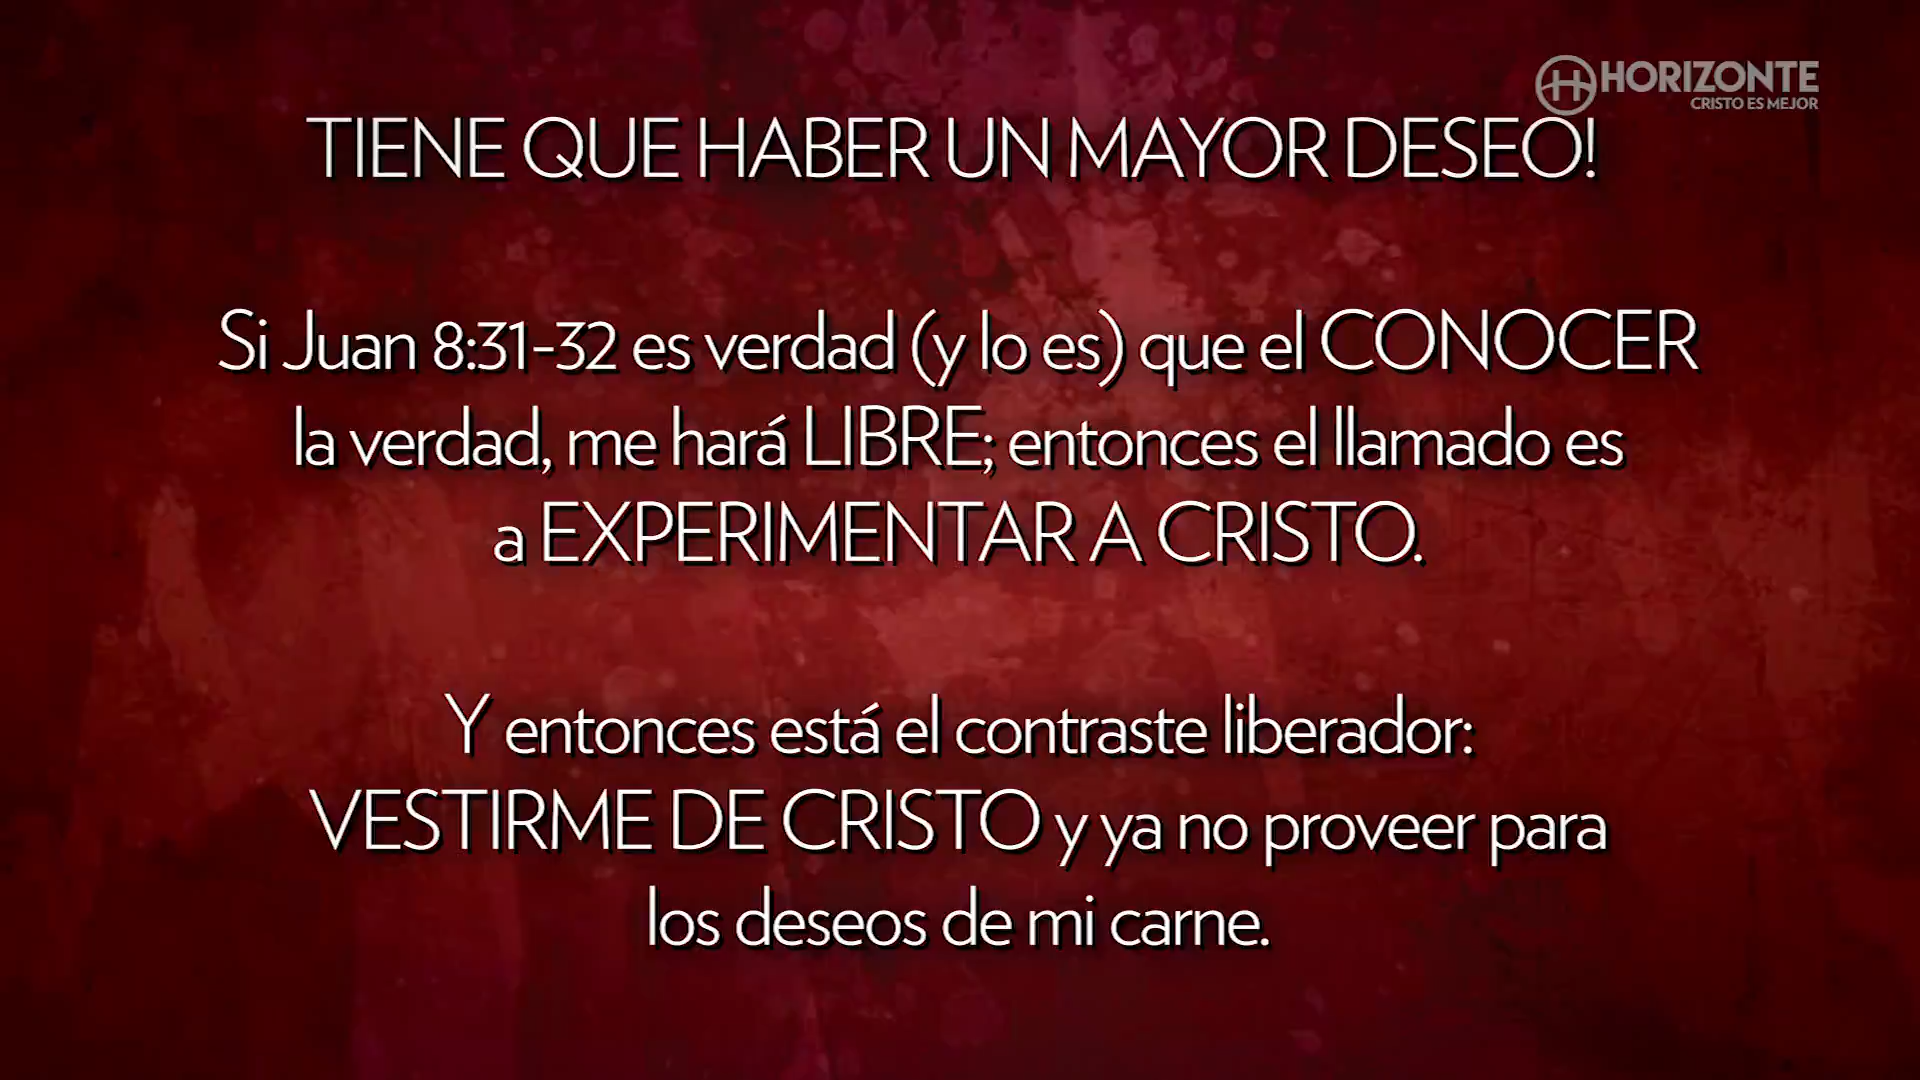 HORIZONTE
CRISTO ES MEJOR
TIENE QUE HABER UN MAYOR DESEO!
Si Juan 8:31-32 es verdad (y lo es) que el CONOCER
la verdad, me hará LIBRE; entonces el llamado es
a EXPERIMENTAR A CRISTO.
Y entonces está el contraste liberador:
VESTIRME DE CRISTO y ya no proveer para
los deseos de mi carne.